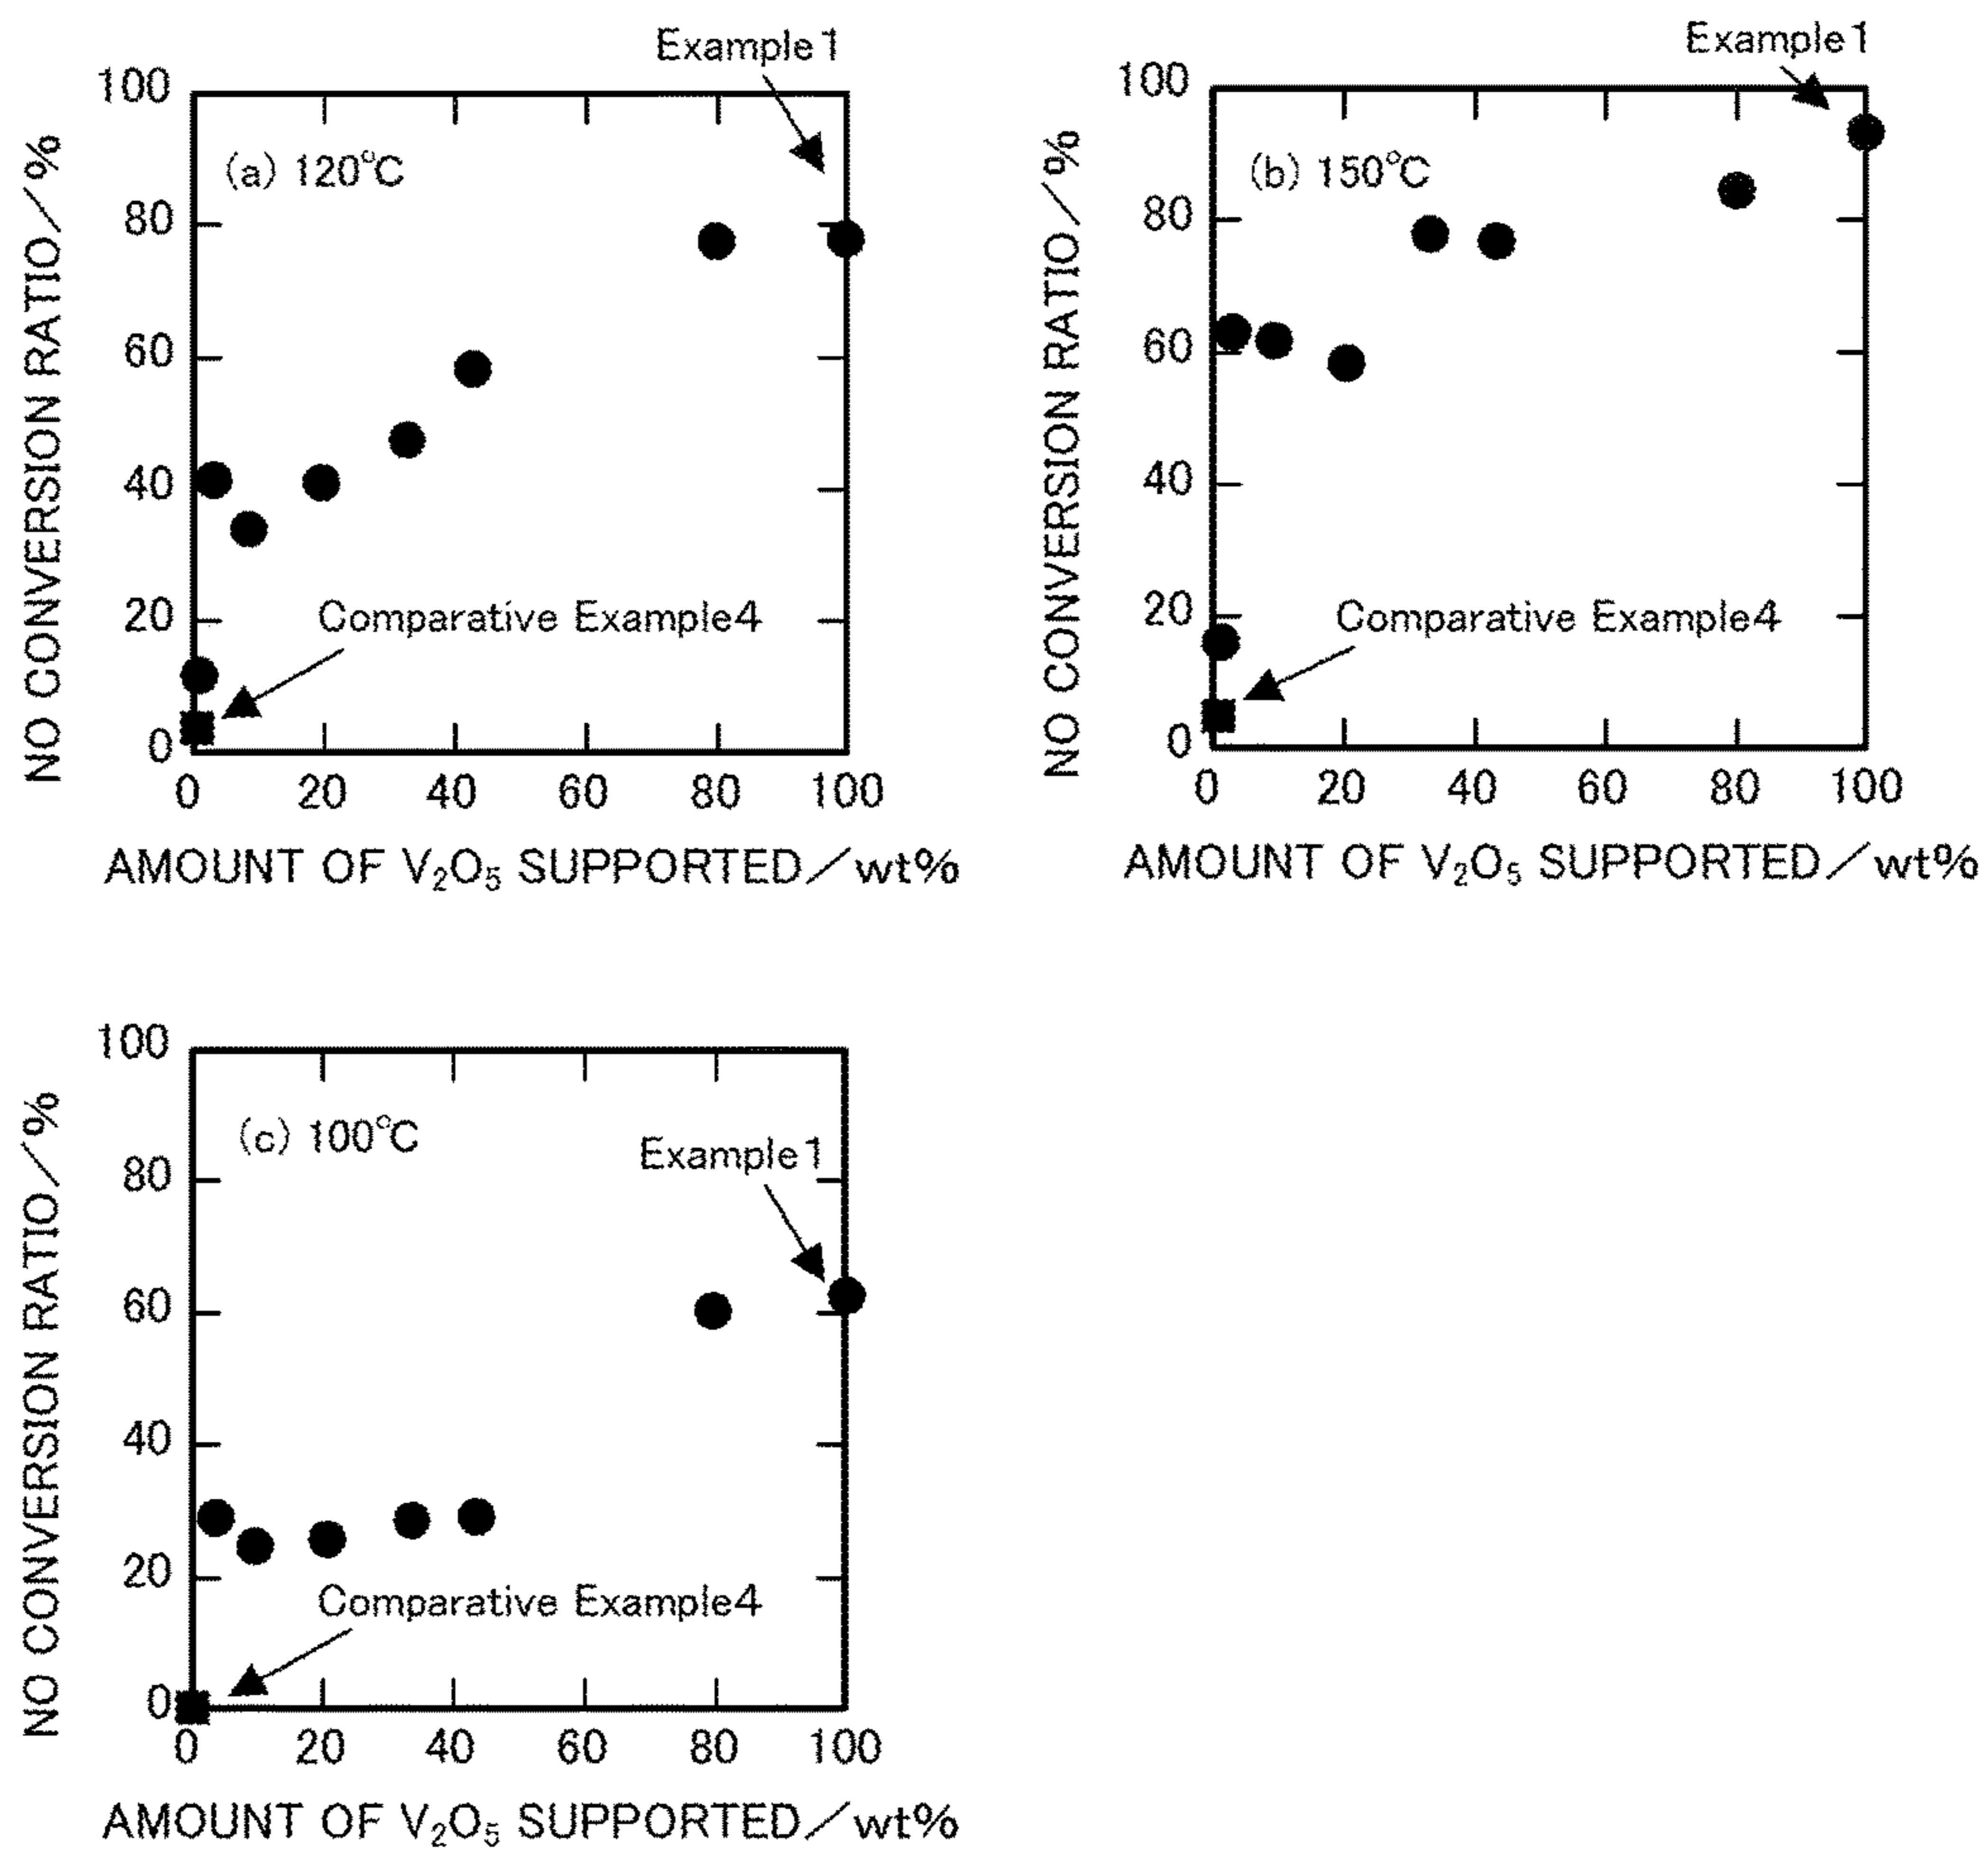 Example1
100
80
60
40
20
0
NO CONVERSION RATIO/%
(a) 120°C
Comparative Example4
0 20 40 60 80 100
AMOUNT OF V₂O₅ SUPPORTED/wt%
Example1
100
80
60
40
20
0
NO CONVERSION RATIO/%
(b) 150°C
Comparative Example4
0 20 40 60 80 100
AMOUNT OF V₂O₅ SUPPORTED/wt%
100
80
60
40
20
0
NO CONVERSION RATIO/%
(c) 100°C
Example1
Comparative Example4
0 20 40 60 80 100
AMOUNT OF V₂O₅ SUPPORTED/wt%